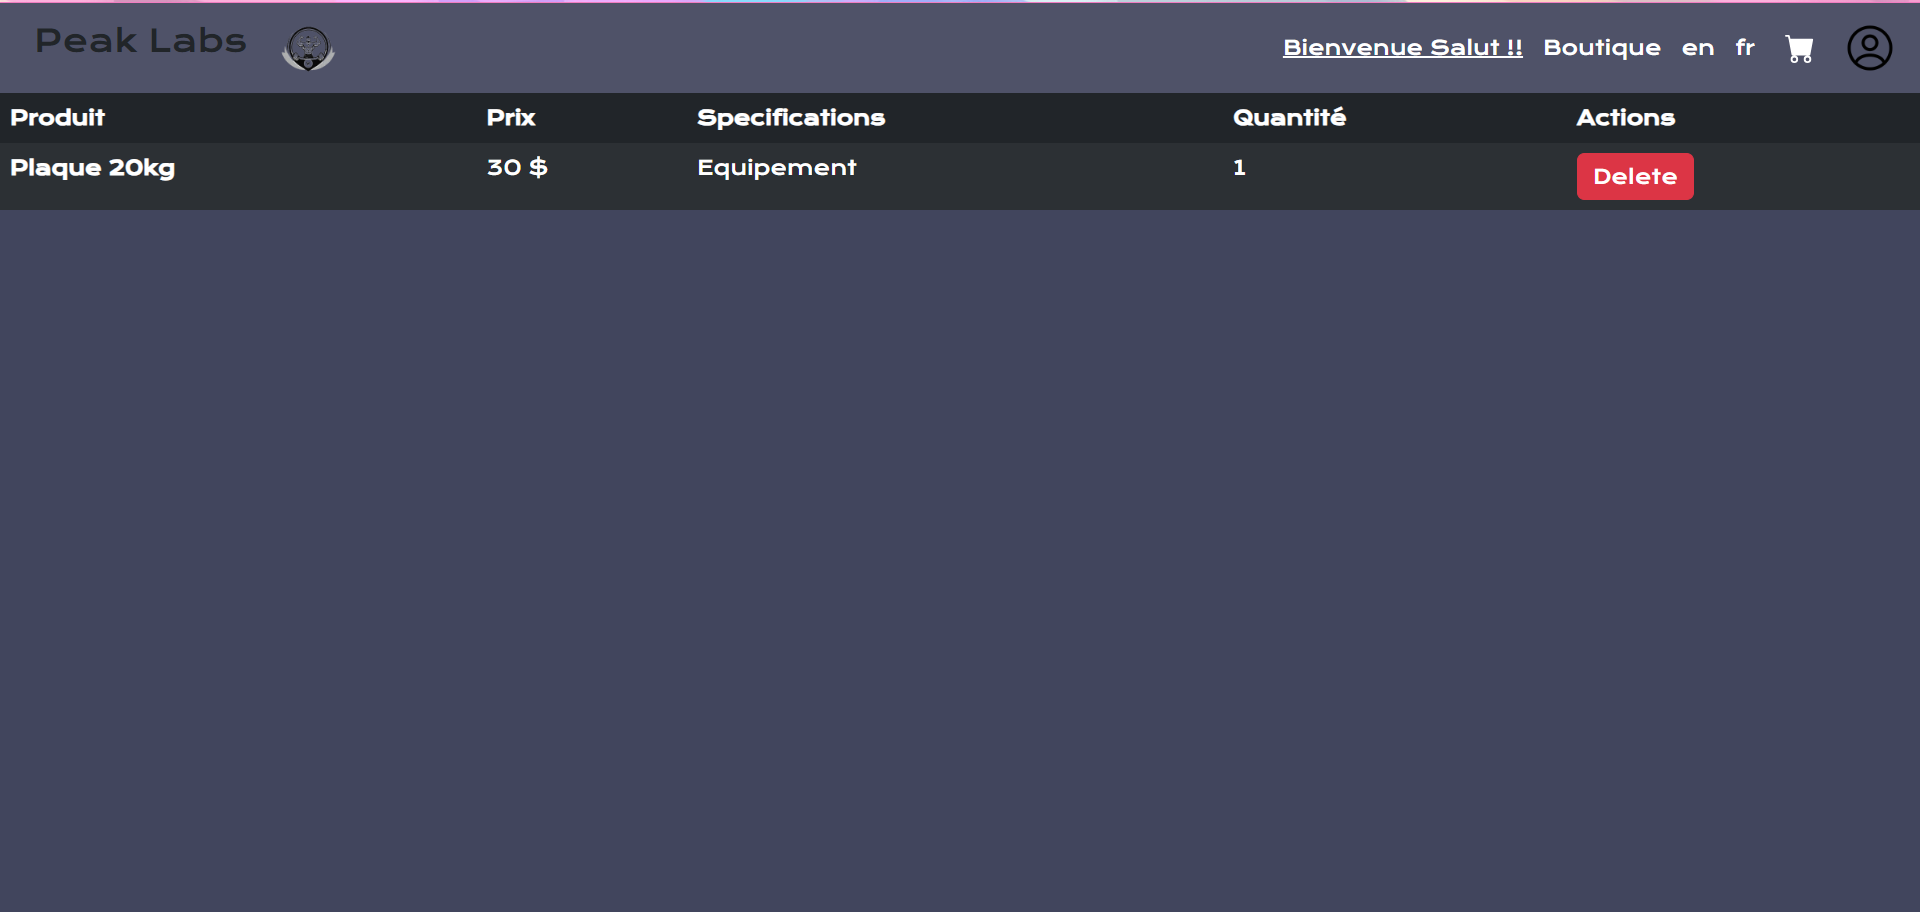 Peak Labs
Bienvenue Salut !! Boutique en fr
Produit Prix Specifications Quantité Actions
Plaque 20kg 30 $ Equipement 1 Delete